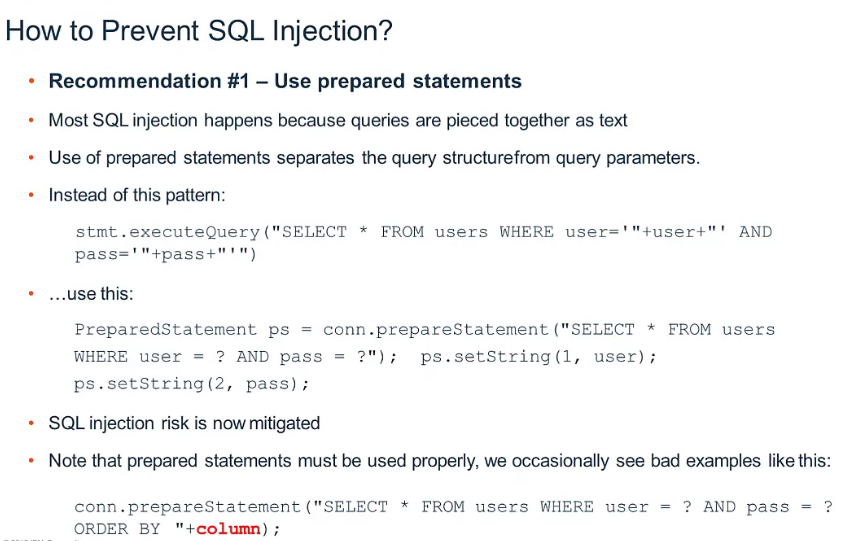 How to Prevent SQL Injection?
• Recommendation #1 – Use prepared statements
• Most SQL injection happens because queries are pieced together as text
• Use of prepared statements separates the query structurefrom query parameters.
• Instead of this pattern:
stmt.executeQuery("SELECT * FROM users WHERE user='"+user+"' AND
pass='"+pass+"'")
• …use this:
PreparedStatement ps = conn.prepareStatement("SELECT * FROM users
WHERE user = ? AND pass = ?"); ps.setString(1, user);
ps.setString(2, pass);
• SQL injection risk is now mitigated
• Note that prepared statements must be used properly, we occasionally see bad examples like this:
conn.prepareStatement("SELECT * FROM users WHERE user = ? AND pass = ?
ORDER BY "+column);